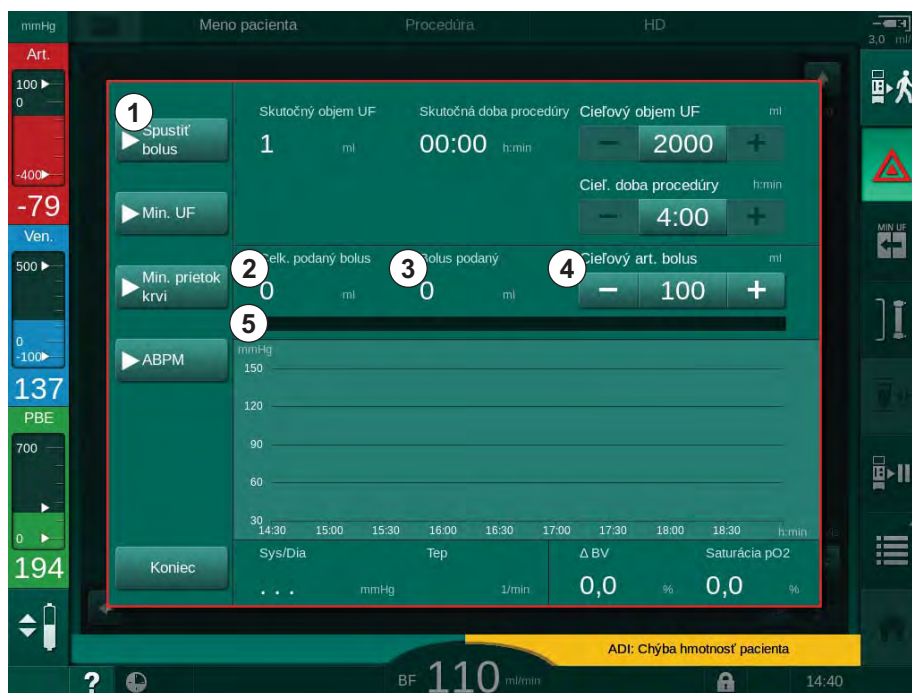 mmHg
Meno pacienta
Procedúra
HD
3,0 ml/
Art.
100
0
-400
-79
Ven.
500
0
-100
137
PBE
700
0
194
1
Spustiť
bolus
Min. UF
Min. prietok
krvi
ABPM
Koniec
Skutočný objem UF
1 ml
Skutočná doba procedúry
00:00 h:min
Cieľový objem UF ml
− 2000 +
Cieľ. doba procedúry h:min
− 4:00 +
2
Celk. podaný bolus
0 ml
3
Bolus podaný
0 ml
4
Cieľový art. bolus ml
− 100 +
5
mmHg
150
120
90
60
30
14:30 15:00 15:30 16:00 16:30 17:00 17:30 18:00 18:30 h:min
Sys/Dia
. . . mmHg
Tep
1/min
Δ BV
0,0 %
Saturácia pO2
0,0 %
MIN UF
ADI: Chýba hmotnosť pacienta
?
BF 110 ml/min
14:40